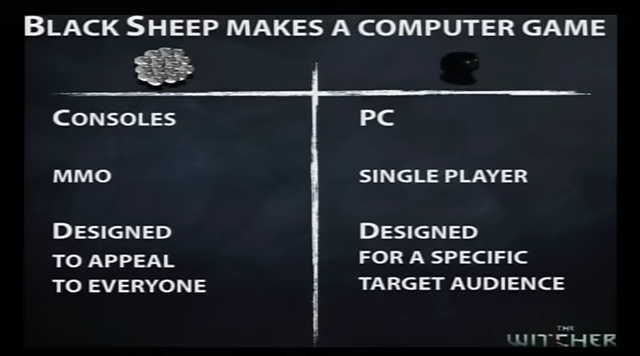 BLACK SHEEP MAKES A COMPUTER GAME
CONSOLES
PC
MMO
SINGLE PLAYER
DESIGNED
TO APPEAL
TO EVERYONE
DESIGNED
FOR A SPECIFIC
TARGET AUDIENCE
THE
WITCHER